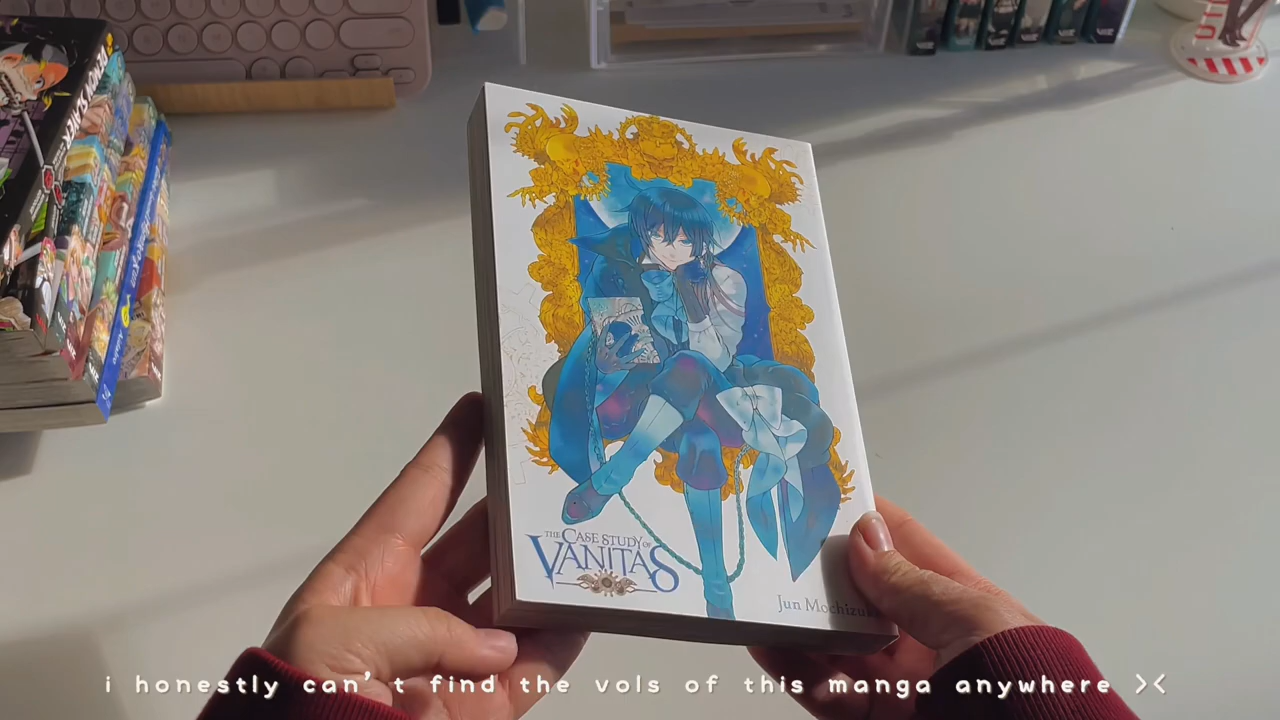 THE CASE STUDY OF
VANITAS
Jun Mochizuki
i honestly can't find the vols of this manga anywhere ><